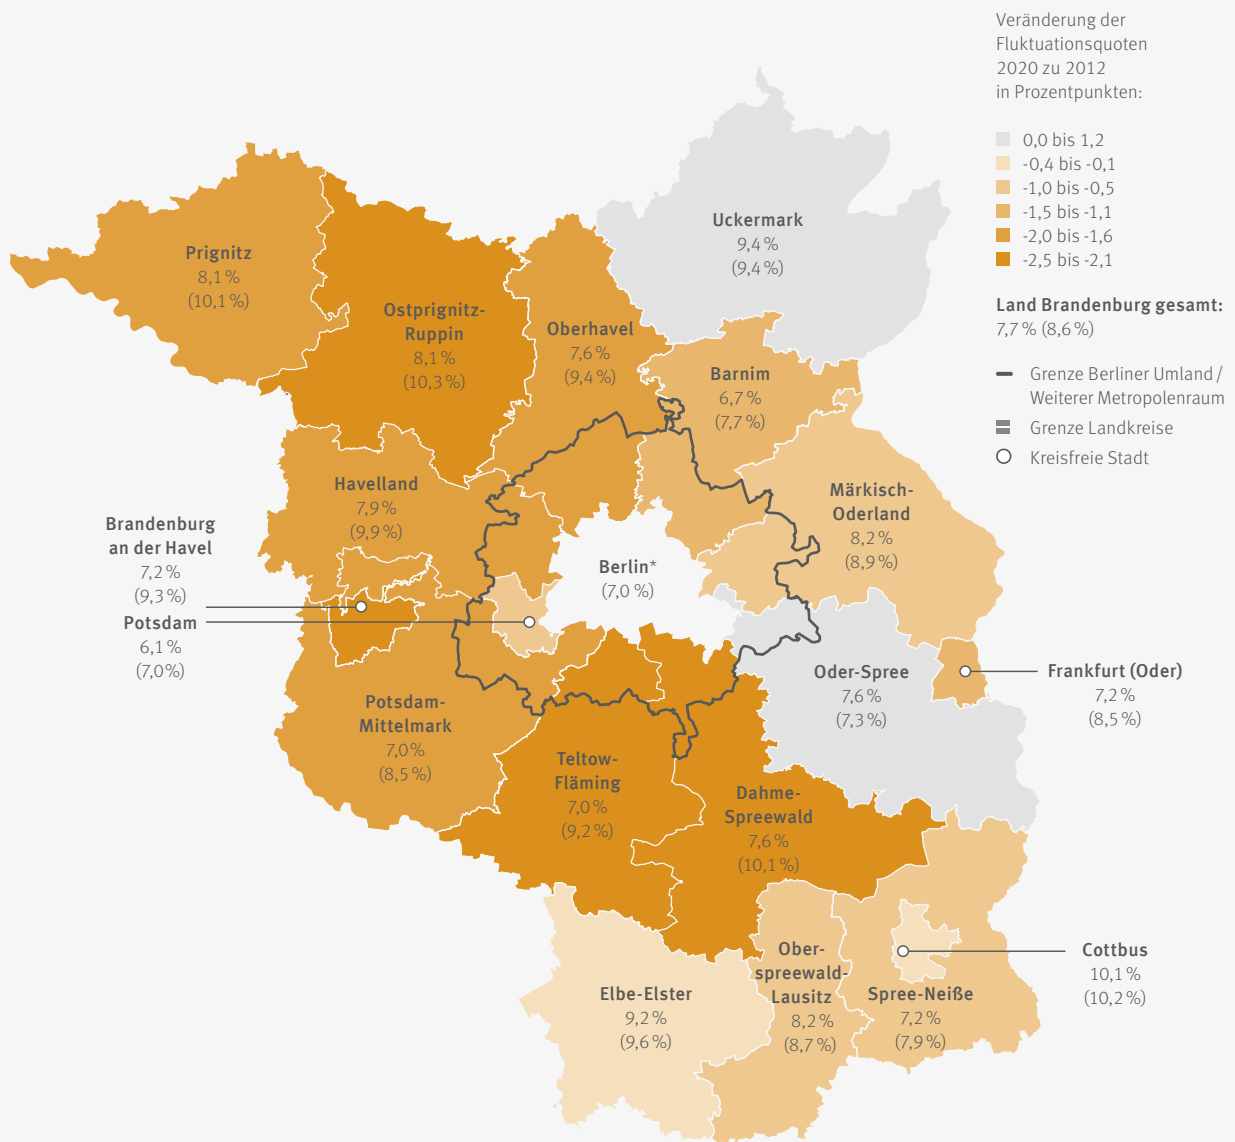 Veränderung der
Fluktuationsquoten
2020 zu 2012
in Prozentpunkten:
0,0 bis 1,2
-0,4 bis -0,1
-1,0 bis -0,5
-1,5 bis -1,1
-2,0 bis -1,6
-2,5 bis -2,1
Land Brandenburg gesamt:
7,7 % (8,6 %)
Grenze Berliner Umland /
Weiterer Metropolenraum
Grenze Landkreise
Kreisfreie Stadt
Uckermark
9,4 %
(9,4 %)
Prignitz
8,1 %
(10,1 %)
Ostprignitz-
Ruppin
8,1 %
(10,3 %)
Oberhavel
7,6 %
(9,4 %)
Barnim
6,7 %
(7,7 %)
Havelland
7,9 %
(9,9 %)
Märkisch-
Oderland
8,2 %
(8,9 %)
Brandenburg
an der Havel
7,2 %
(9,3 %)
Potsdam
6,1 %
(7,0%)
Berlin*
(7,0 %)
Oder-Spree
7,6 %
(7,3 %)
Frankfurt (Oder)
7,2 %
(8,5 %)
Potsdam-
Mittelmark
7,0 %
(8,5 %)
Teltow-
Fläming
7,0 %
(9,2 %)
Dahme-
Spreewald
7,6 %
(10,1 %)
Elbe-Elster
9,2 %
(9,6 %)
Ober-
spreewald-
Lausitz
8,2 %
(8,7 %)
Spree-Neiße
7,2 %
(7,9 %)
Cottbus
10,1 %
(10,2 %)